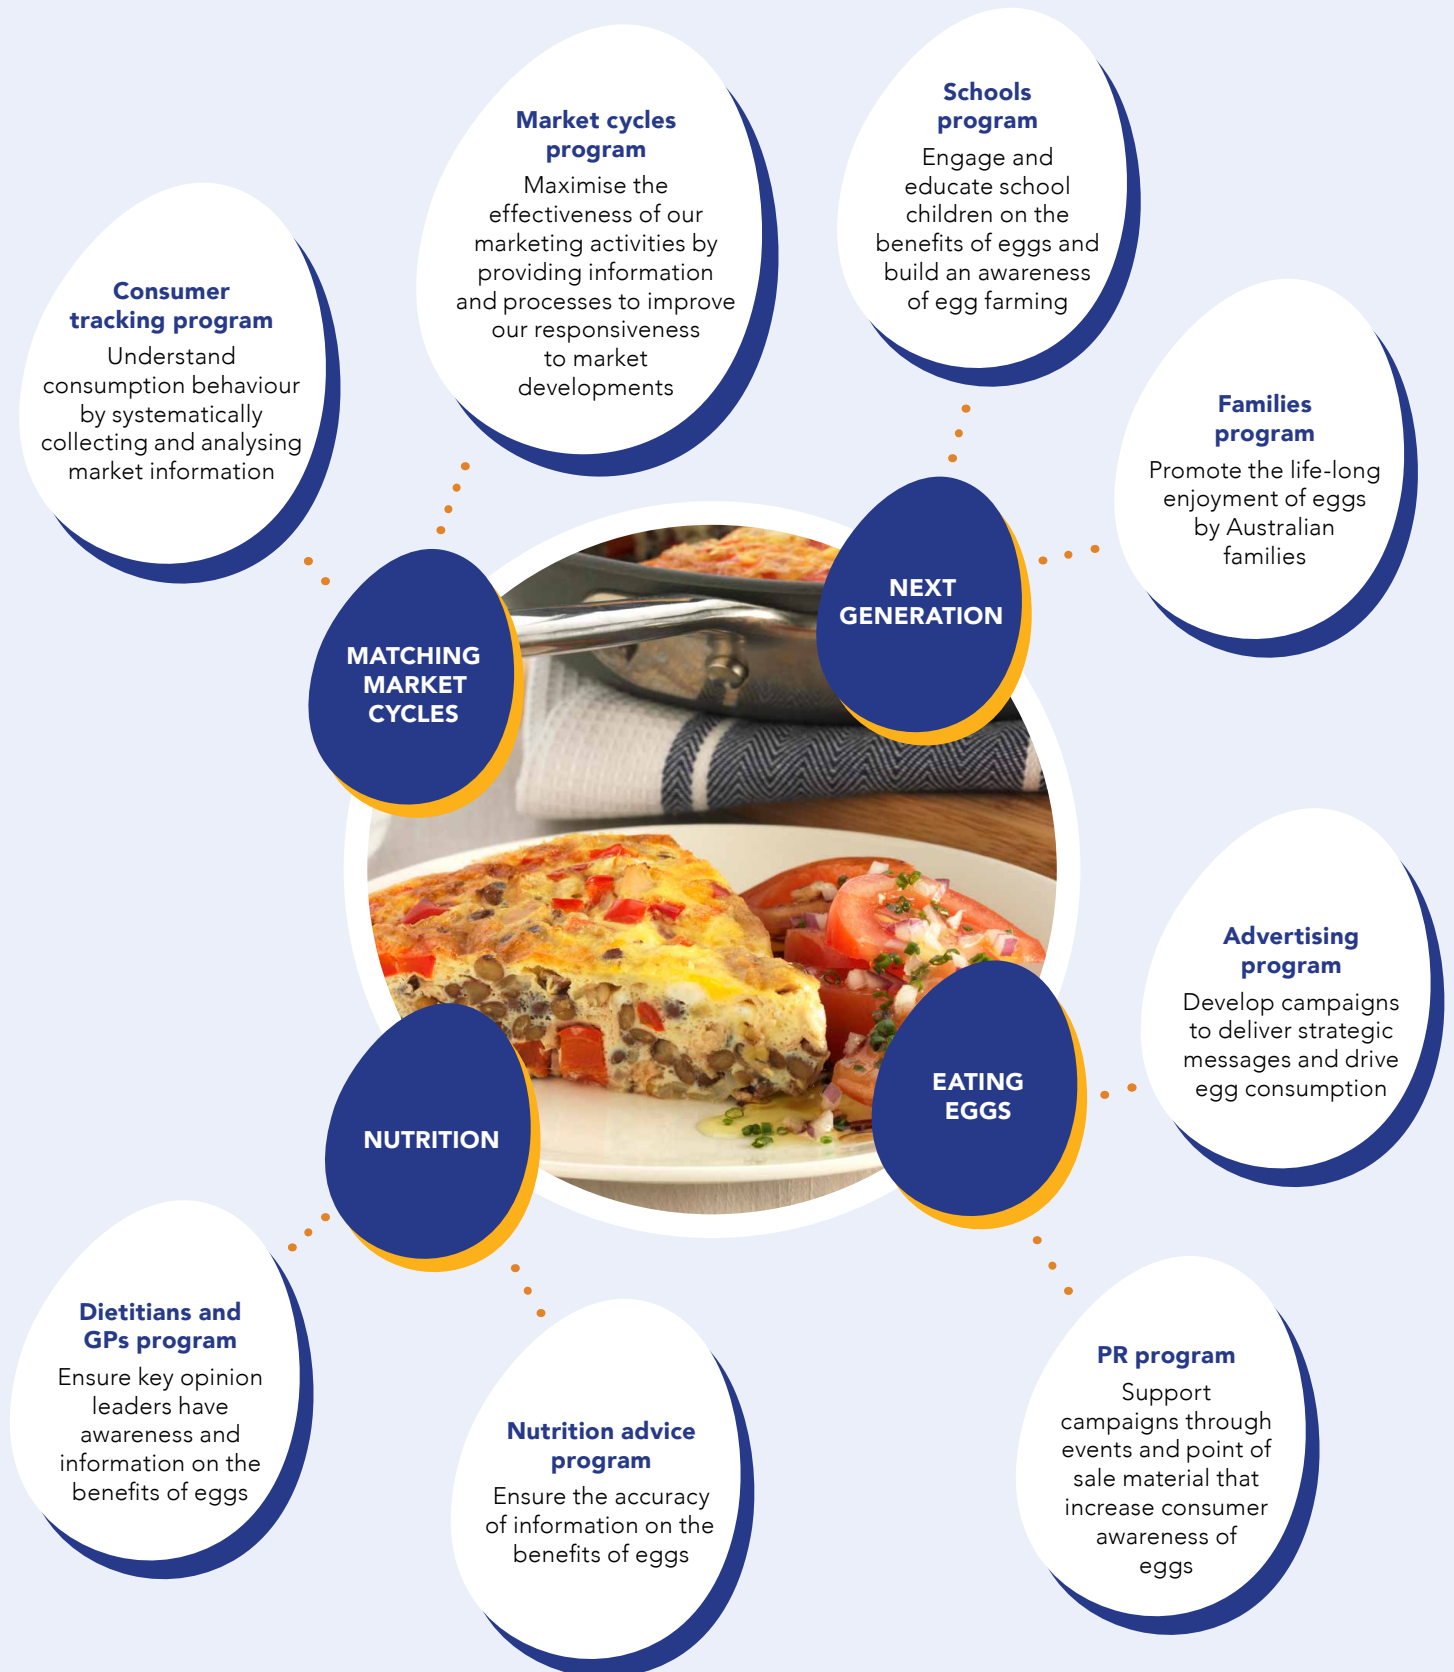 Market cycles
program
Maximise the
effectiveness of our
marketing activities by
providing information
and processes to improve
our responsiveness
to market
developments
Schools
program
Engage and
educate school
children on the
benefits of eggs and
build an awareness
of egg farming
Consumer
tracking program
Understand
consumption behaviour
by systematically
collecting and analysing
market information
Families
program
Promote the life-long
enjoyment of eggs
by Australian
families
MATCHING
MARKET
CYCLES
NEXT
GENERATION
NUTRITION
EATING
EGGS
Advertising
program
Develop campaigns
to deliver strategic
messages and drive
egg consumption
Dietitians and
GPs program
Ensure key opinion
leaders have
awareness and
information on the
benefits of eggs
Nutrition advice
program
Ensure the accuracy
of information on the
benefits of eggs
PR program
Support
campaigns through
events and point of
sale material that
increase consumer
awareness of
eggs